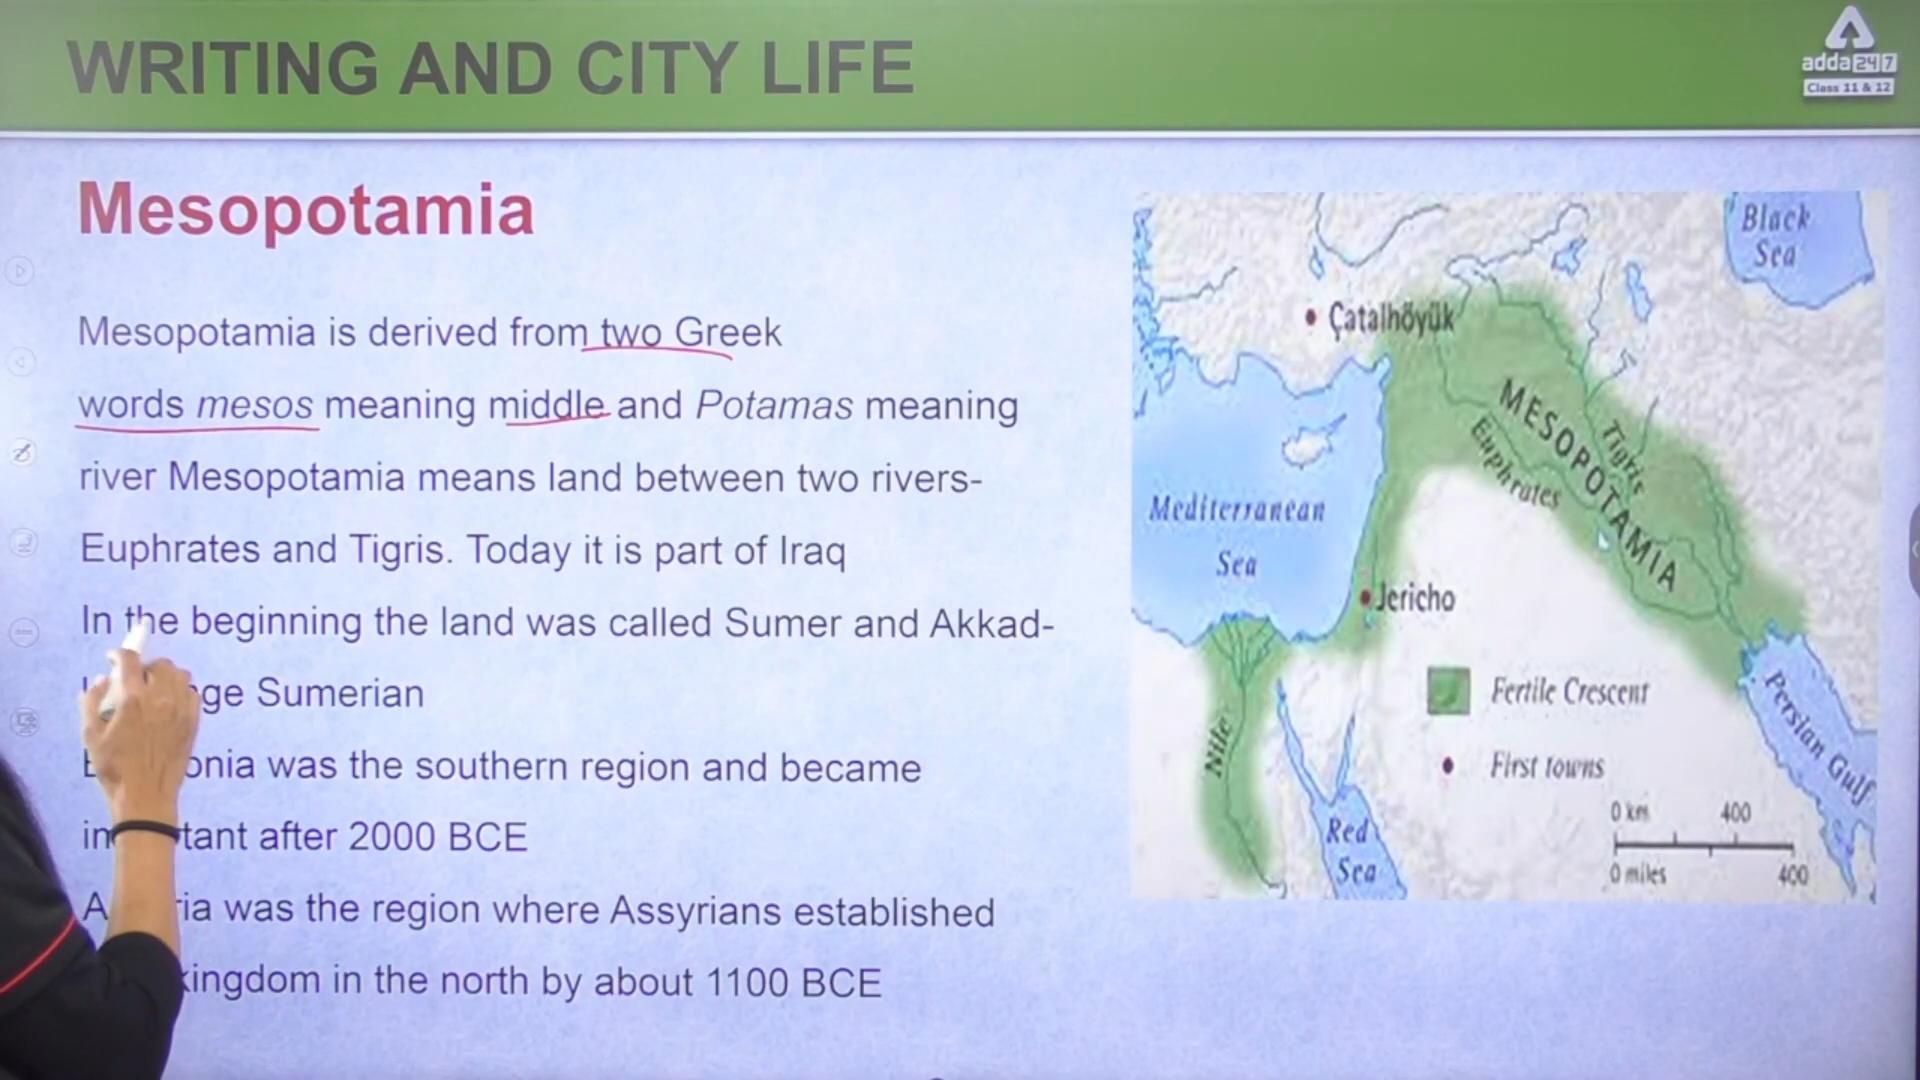 WRITING AND CITY LIFE
adda247
Class 11 & 12
Mesopotamia
Mesopotamia is derived from two Greek
words mesos meaning middle and Potamas meaning
river Mesopotamia means land between two rivers-
Euphrates and Tigris. Today it is part of Iraq
In the beginning the land was called Sumer and Akkad-
Sumerian
was the southern region and became
after 2000 BCE
was the region where Assyrians established
kingdom in the north by about 1100 BCE
Black
Sea
Çatalhöyük
MESOPOTAMIA
Tigris
Euphrates
Mediterranean
Sea
Jericho
Fertile Crescent
First towns
Nile
Red
Sea
Persian Gulf
0 km 400
0 miles 400